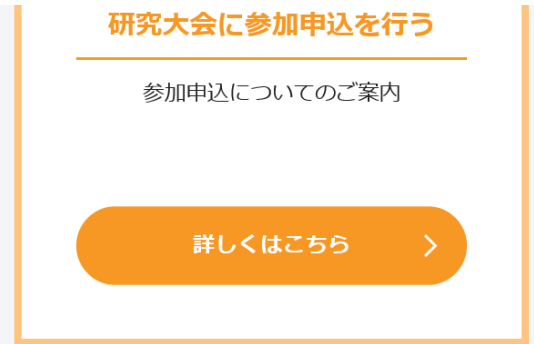 研究大会に参加申込を行う
参加申込についてのご案内
詳しくはこちら